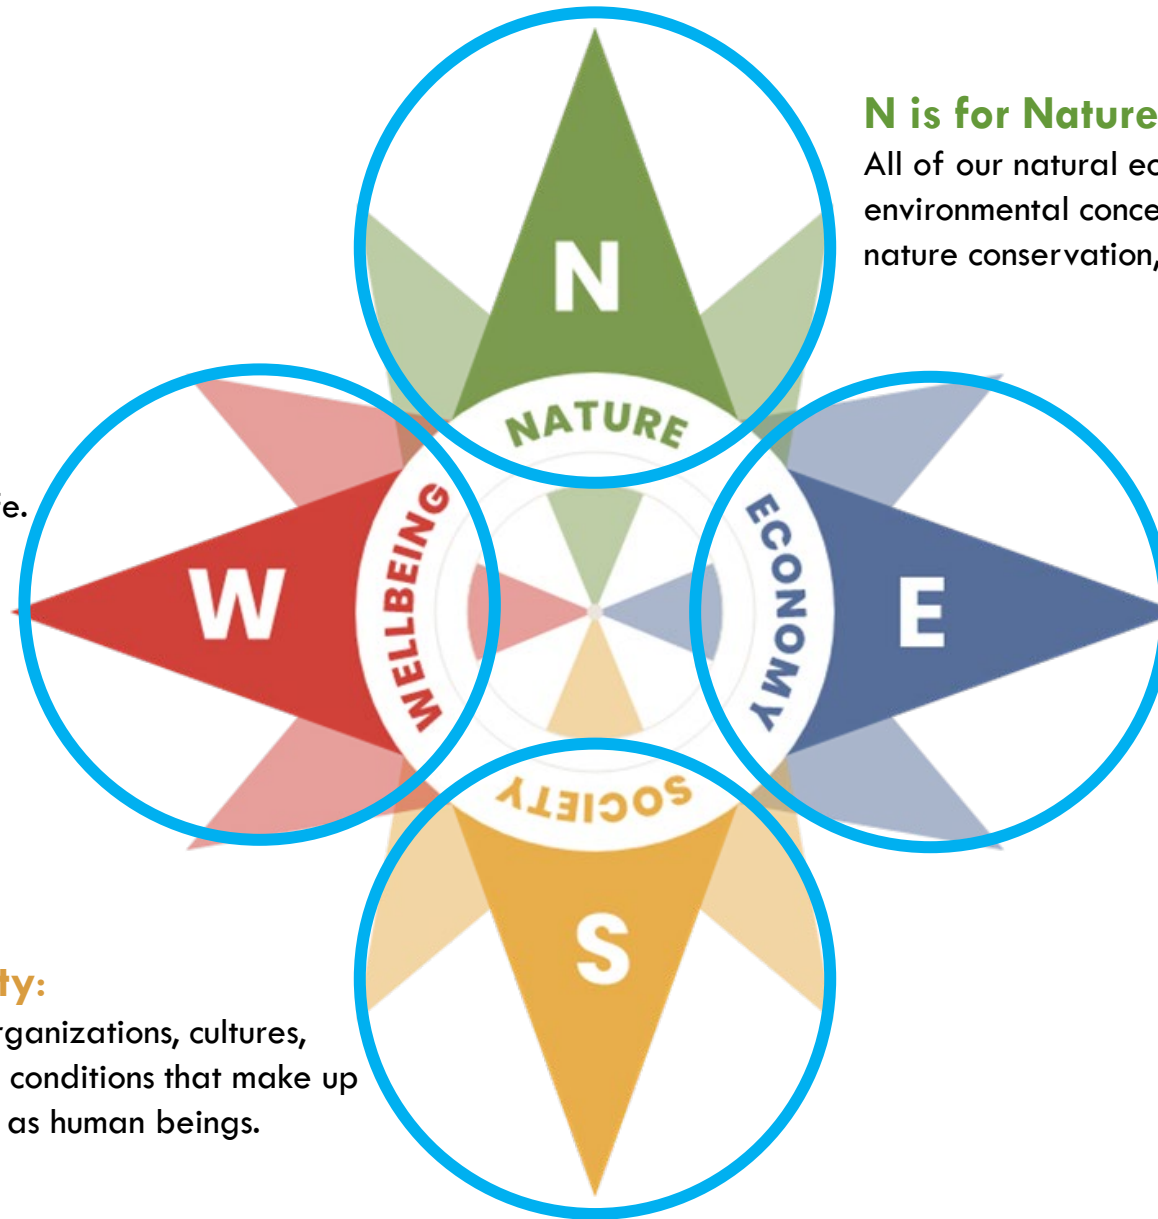 N is for Nature
All of our natural ec
environmental conce
nature conservation,
N
NATURE
fe.
W
WELLBEING
ECONOMY
E
SOCIETY
S
ty:
rganizations, cultures,
conditions that make up
as human beings.